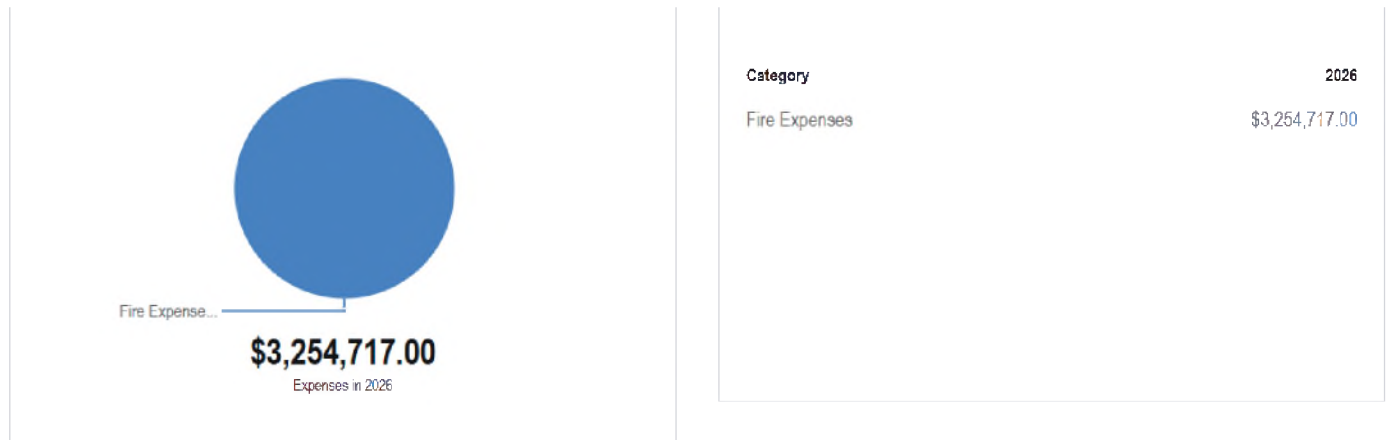 Fire Expense...
$3,254,717.00
Expenses in 2026
Category 2026
Fire Expenses $3,254,717.00